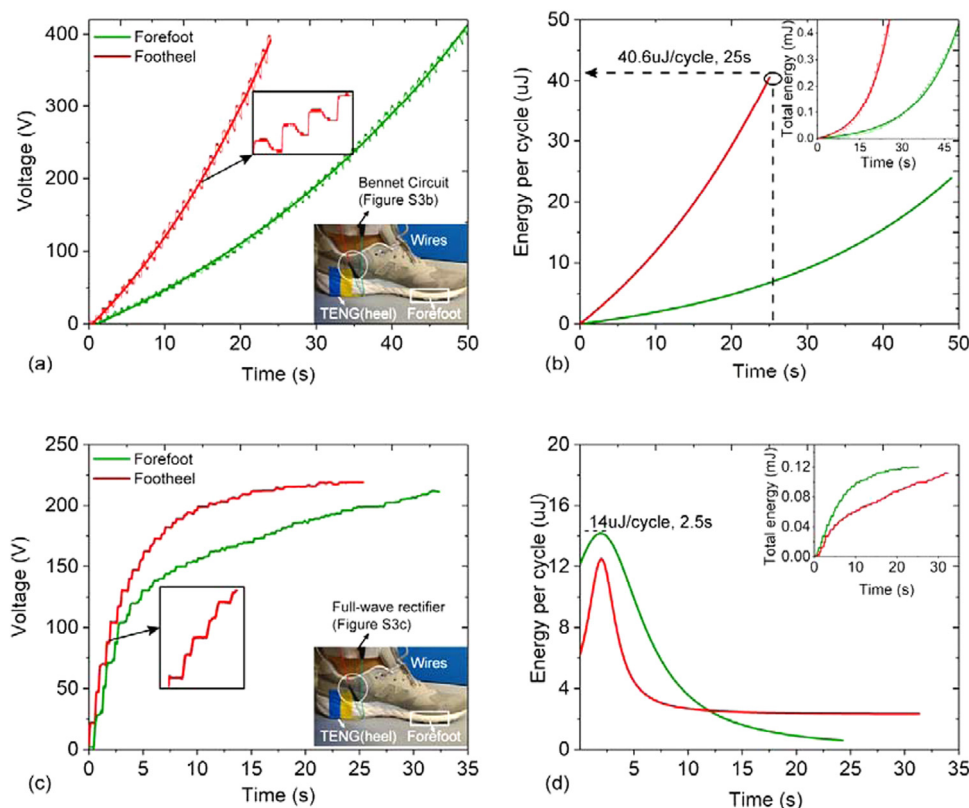 400
300
200
100
0
Voltage (V)
Forefoot
Footheel
Bennet Circuit
(Figure S3b)
Wires
TENG(heel)
Forefoot
0 10 20 30 40 50
(a)
Time (s)
60
50
40
30
20
10
0
Energy per cycle (uJ)
40.6uJ/cycle, 25s
0.4
0.3
0.2
0.1
0.0
Total energy (mJ)
0 15 30 45
Time (s)
0 10 20 30 40 50
(b)
Time (s)
250
200
150
100
50
0
Voltage (V)
Forefoot
Footheel
Full-wave rectifier
(Figure S3c)
Wires
TENG(heel)
Forefoot
0 5 10 15 20 25 30 35
(c)
Time (s)
20
16
12
8
4
0
Energy per cycle (uJ)
14uJ/cycle, 2.5s
0.12
0.08
0.04
0.00
Total energy (mJ)
0 10 20 30
Time (s)
0 5 10 15 20 25 30 35
(d)
Time (s)